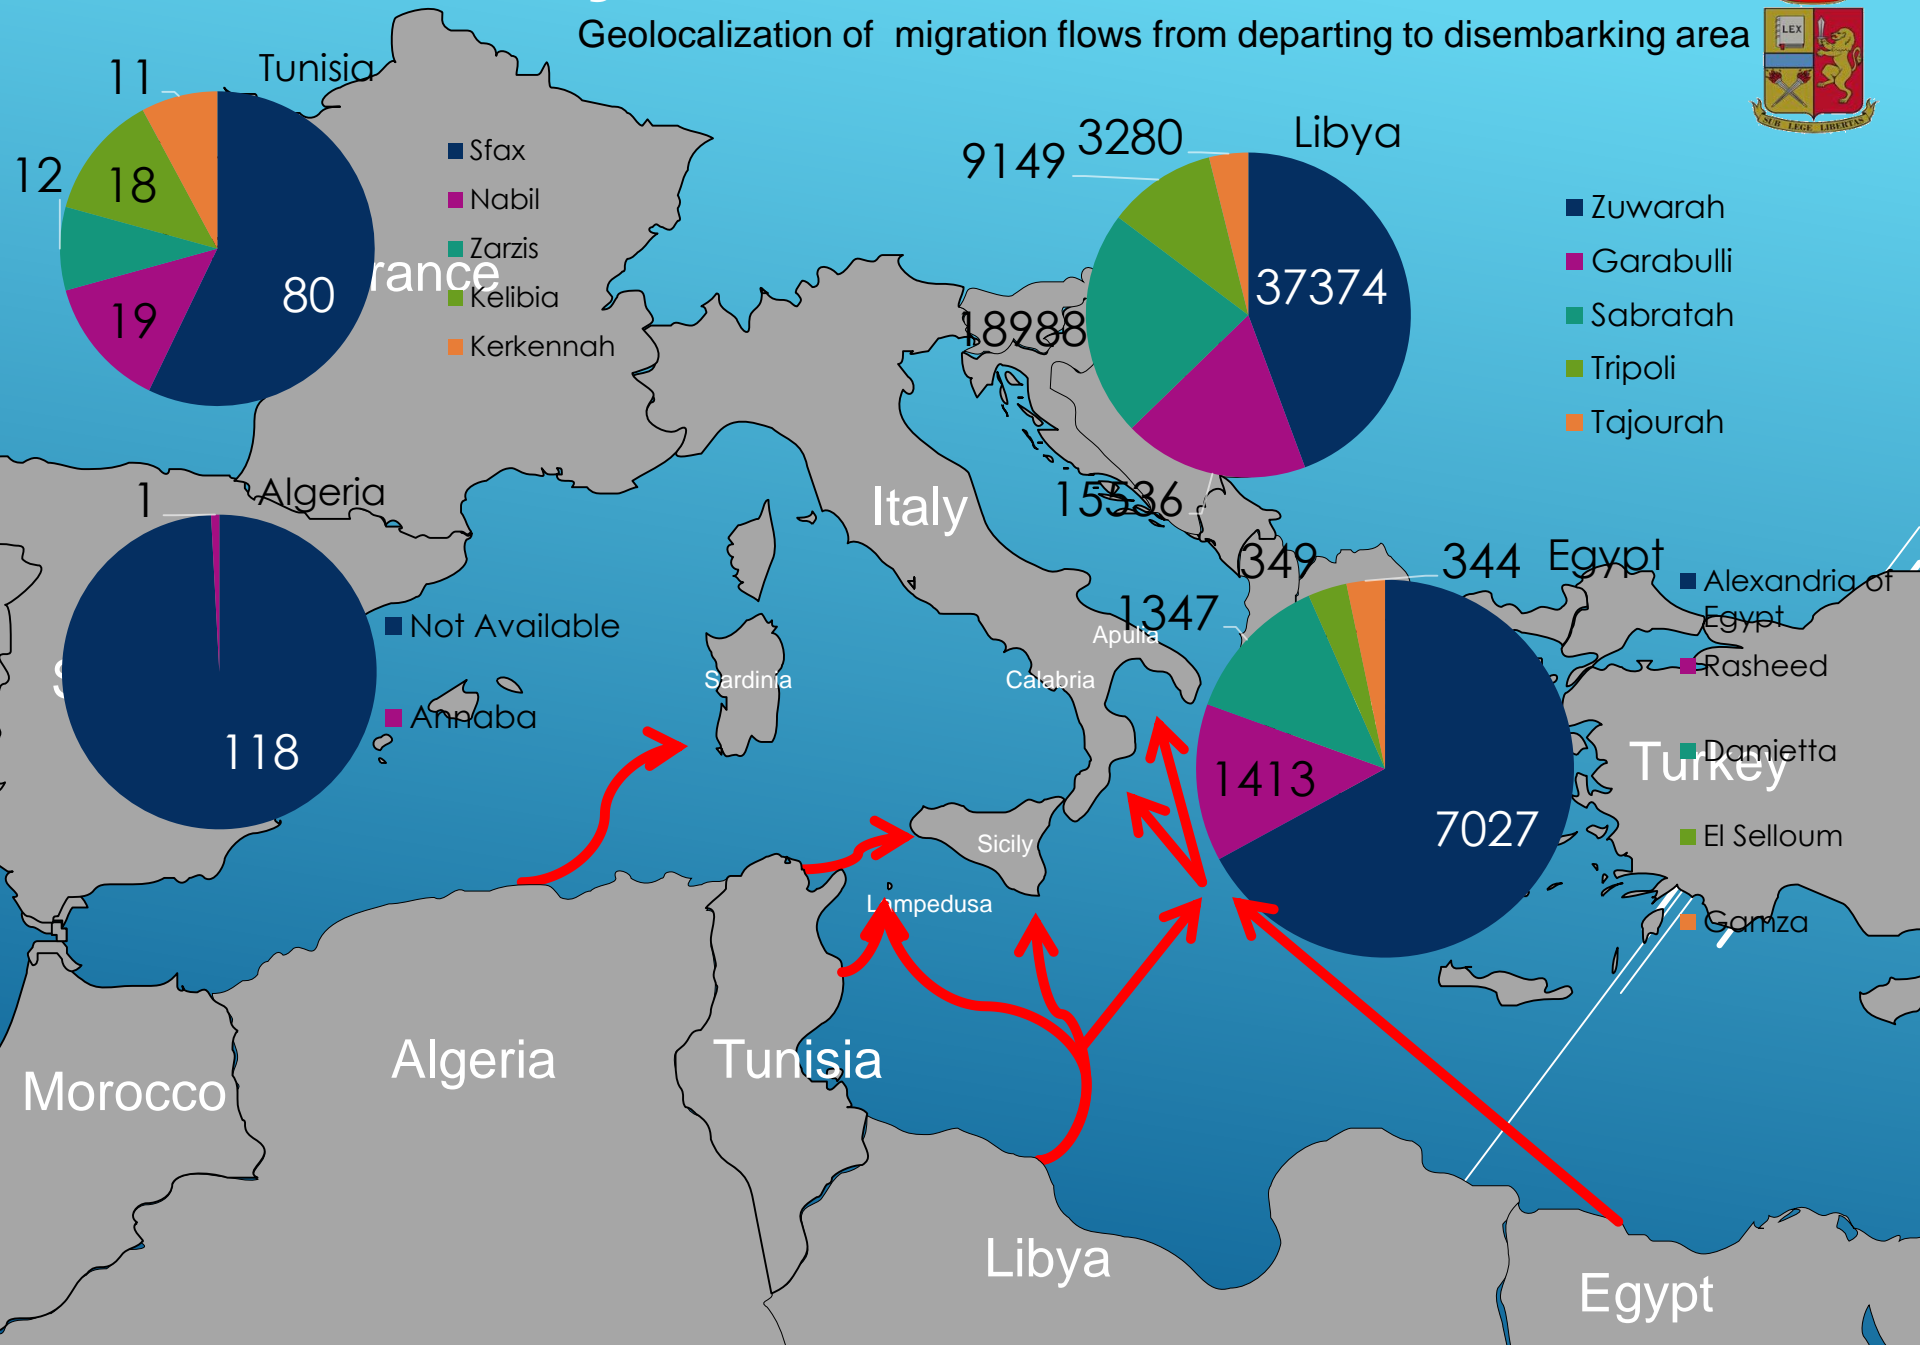 Geolocalization of  migration flows from departing to disembarking area
LEX
SUB LEGE LIBERTAS
Tunisia
11
12
18
19
80
Sfax
Nabil
Zarzis
Kelibia
Kerkennah
rance
Libya
3280
9149
18988
15536
37374
Zuwarah
Garabulli
Sabratah
Tripoli
Tajourah
Algeria
1
118
Not Available
Annaba
Italy
Egypt
344
349
1347
1413
7027
Alexandria of
Egypt
Rasheed
Damietta
El Selloum
Gamza
Turkey
Apulia
Calabria
Sardinia
Sicily
Lampedusa
Morocco
Algeria
Tunisia
Libya
Egypt